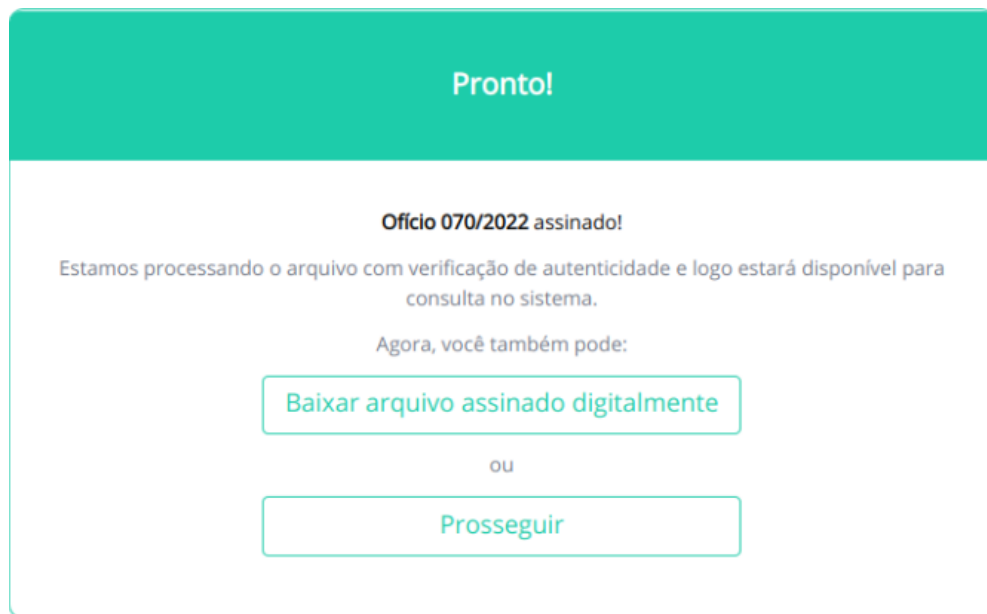 Pronto!
Ofício 070/2022 assinado!
Estamos processando o arquivo com verificação de autenticidade e logo estará disponível para
consulta no sistema.
Agora, você também pode:
Baixar arquivo assinado digitalmente
ou
Prosseguir